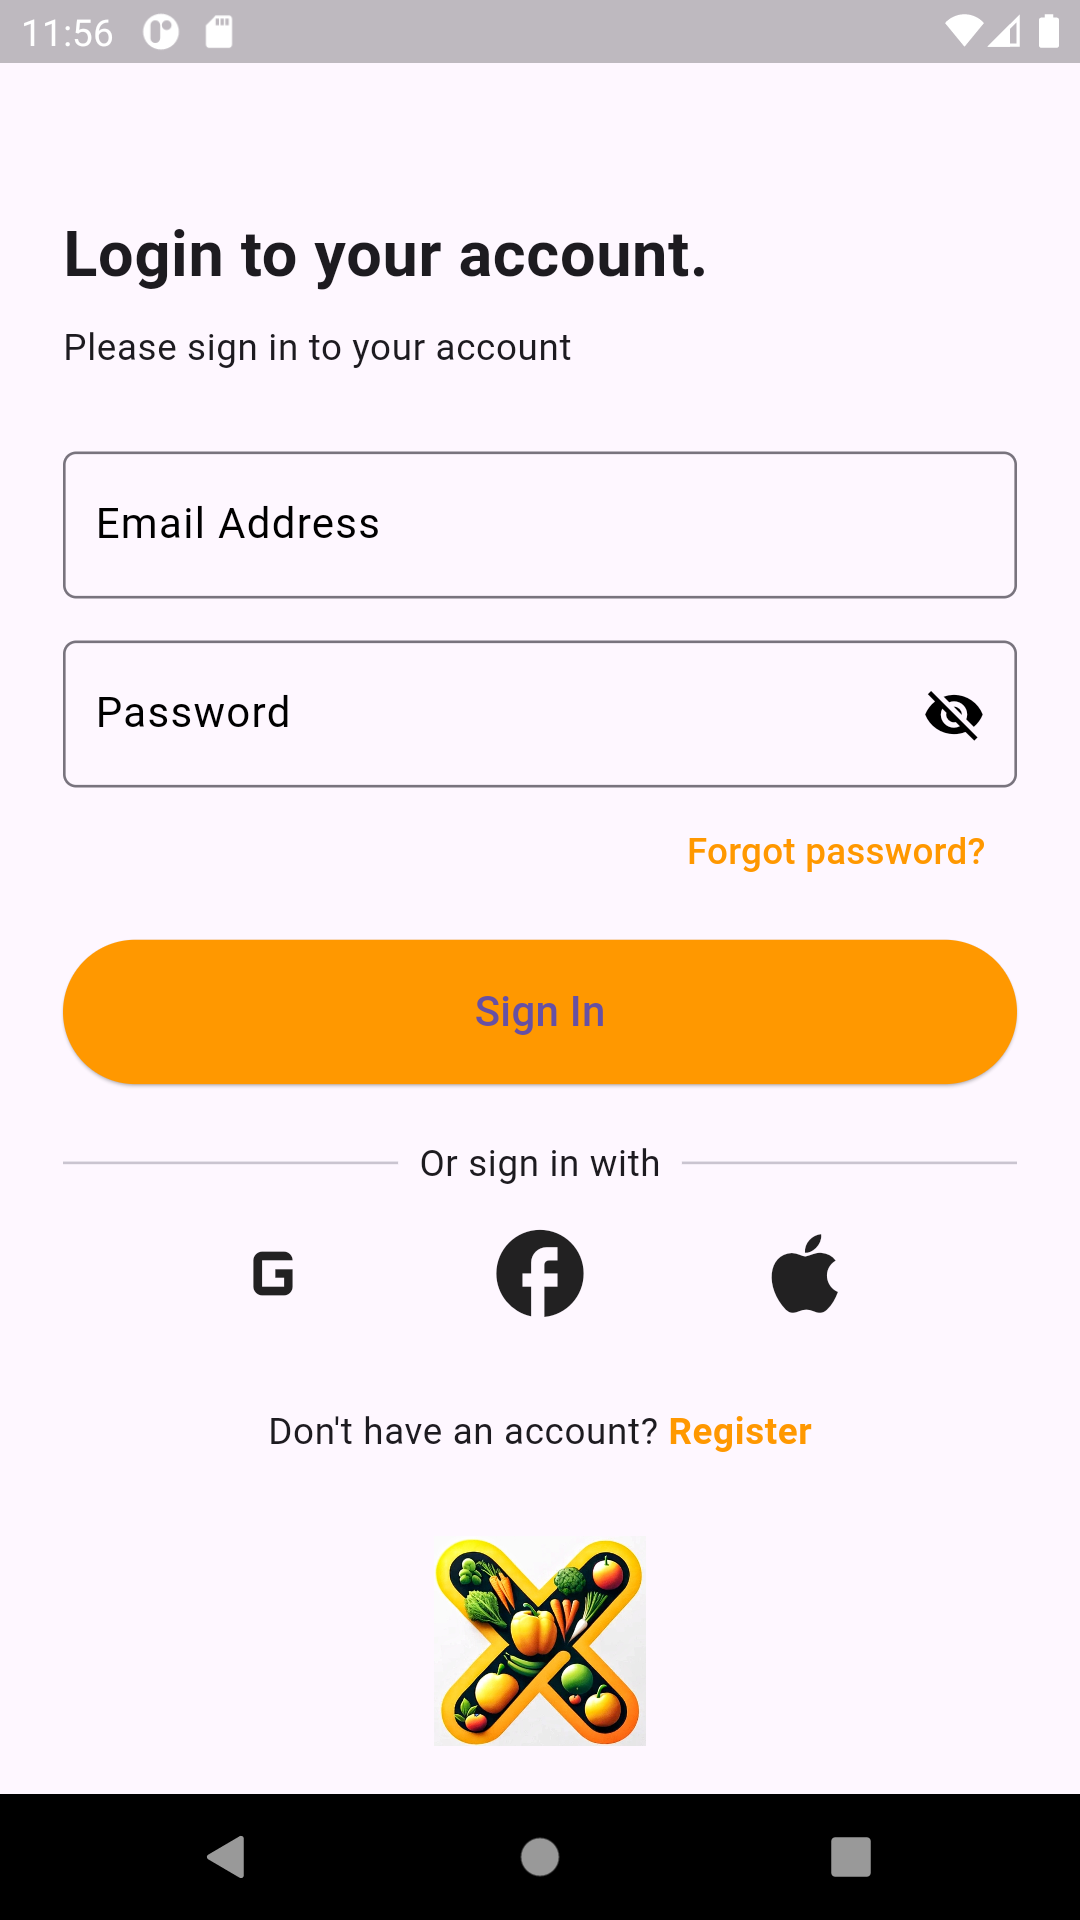 11:56
Login to your account.
Please sign in to your account
Email Address
Password
Forgot password?
Sign In
Or sign in with
Don't have an account? Register